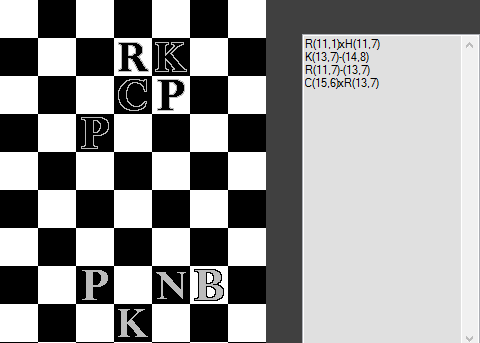 R K
C P
P
P N B
K
R(11,1)xH(11,7)
K(13,7)-(14,8)
R(11,7)-(13,7)
C(15,6)xR(13,7)